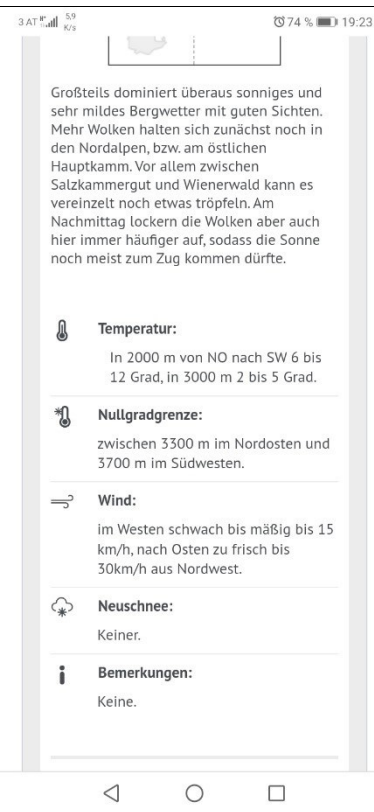 3 AT 5,9 K/s 74 % 19:23
Großteils dominiert überaus sonniges und
sehr mildes Bergwetter mit guten Sichten.
Mehr Wolken halten sich zunächst noch in
den Nordalpen, bzw. am östlichen
Hauptkamm. Vor allem zwischen
Salzkammergut und Wienerwald kann es
vereinzelt noch etwas tröpfeln. Am
Nachmittag lockern die Wolken aber auch
hier immer häufiger auf, sodass die Sonne
noch meist zum Zug kommen dürfte.
Temperatur:
In 2000 m von NO nach SW 6 bis
12 Grad, in 3000 m 2 bis 5 Grad.
Nullgradgrenze:
zwischen 3300 m im Nordosten und
3700 m im Südwesten.
Wind:
im Westen schwach bis mäßig bis 15
km/h, nach Osten zu frisch bis
30km/h aus Nordwest.
Neuschnee:
Keiner.
Bemerkungen:
Keine.